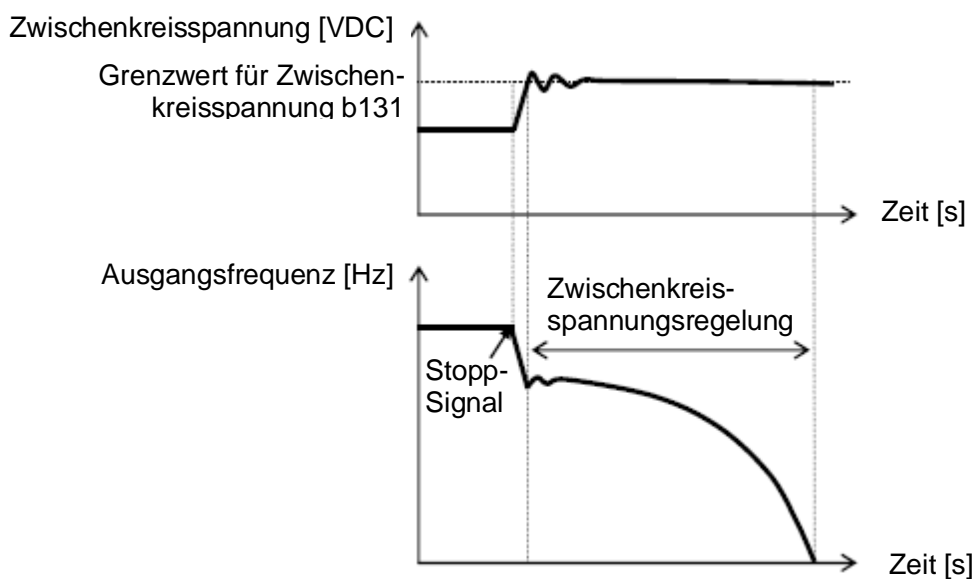 Zwischenkreisspannung [VDC]
Grenzwert für Zwischen-
kreisspannung b131
Zeit [s]
Ausgangsfrequenz [Hz]
Zwischenkreis-
spannungsregelung
Stopp-
Signal
Zeit [s]